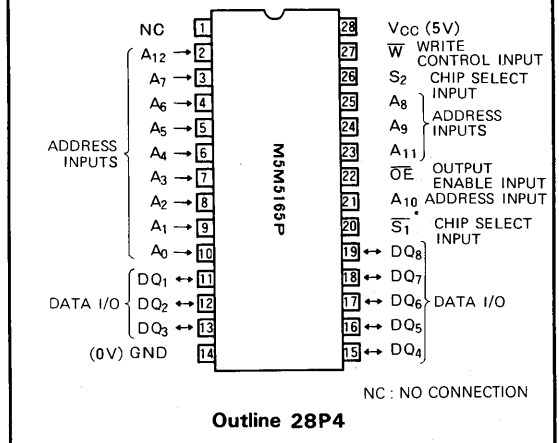 NC 1 28 VCC (5V)
A12 → 2 27 W̅ WRITE CONTROL INPUT
A7 → 3 26 S2 CHIP SELECT INPUT
A6 → 4 25 A8
A5 → 5 24 A9 ADDRESS INPUTS
ADDRESS INPUTS A4 → 6 23 A11
A3 → 7 22 O̅E̅ OUTPUT ENABLE INPUT
A2 → 8 21 A10 ADDRESS INPUT
A1 → 9 20 S̅1̅ CHIP SELECT INPUT
A0 → 10 19 ↔ DQ8
DQ1 ↔ 11 18 ↔ DQ7
DATA I/O DQ2 ↔ 12 17 ↔ DQ6 DATA I/O
DQ3 ↔ 13 16 ↔ DQ5
(0V) GND 14 15 ↔ DQ4
M5M5165P
NC : NO CONNECTION
Outline 28P4